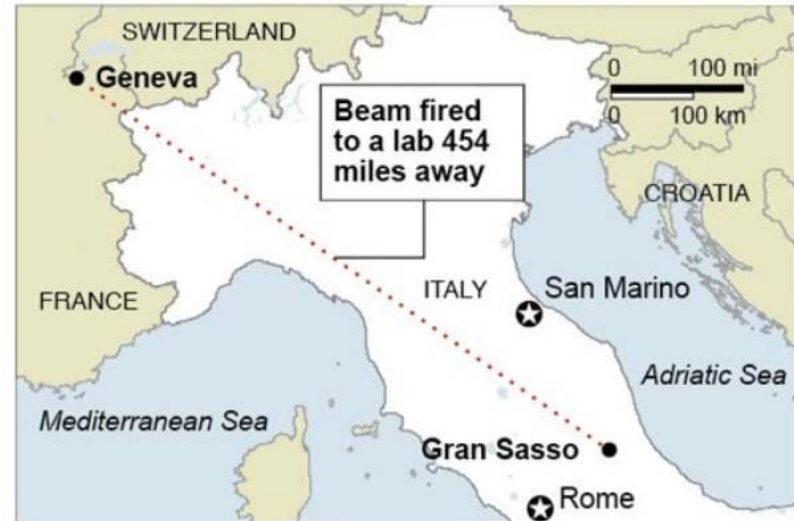 SWITZERLAND
Geneva
0 100 mi
0 100 km
Beam fired
to a lab 454
miles away
CROATIA
ITALY
San Marino
FRANCE
Adriatic Sea
Mediterranean Sea
Gran Sasso
Rome